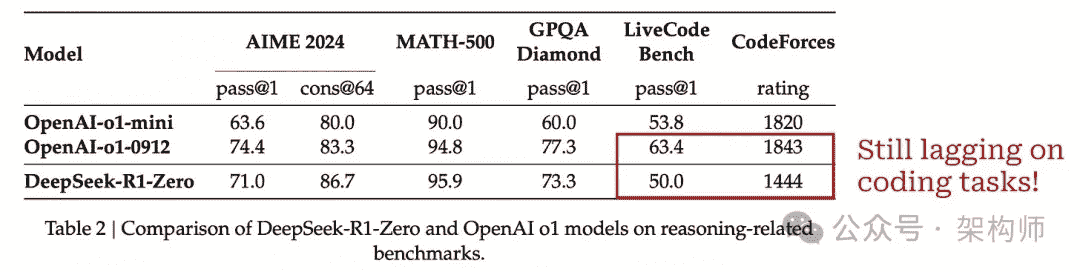 Model AIME 2024 MATH-500 GPQA Diamond LiveCode Bench CodeForces
pass@1 cons@64 pass@1 pass@1 pass@1 rating
OpenAI-o1-mini 63.6 80.0 90.0 60.0 53.8 1820
OpenAI-o1-0912 74.4 83.3 94.8 77.3 63.4 1843
DeepSeek-R1-Zero 71.0 86.7 95.9 73.3 50.0 1444
Still lagging on
coding tasks!
Table 2 | Comparison of DeepSeek-R1-Zero and OpenAI o1 models on reasoning-related
benchmarks.
公众号 · 架构师